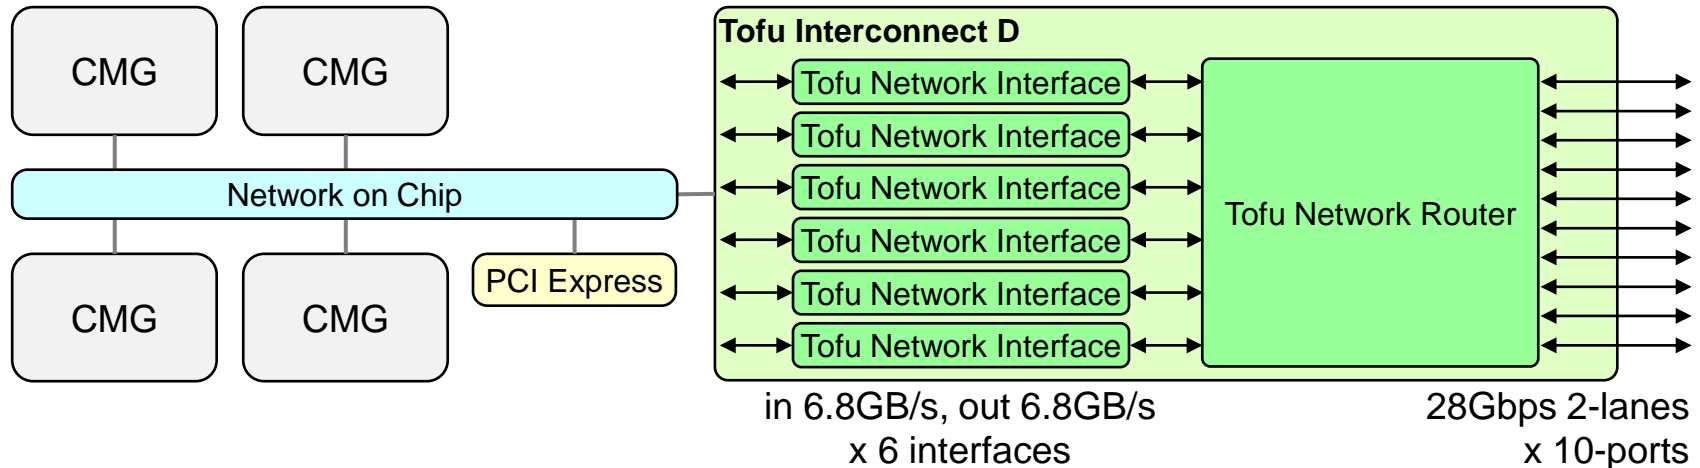 CMG
CMG
Network on Chip
CMG
CMG
PCI Express
Tofu Interconnect D
Tofu Network Interface
Tofu Network Interface
Tofu Network Interface
Tofu Network Interface
Tofu Network Interface
Tofu Network Interface
Tofu Network Router
in 6.8GB/s, out 6.8GB/s
x 6 interfaces
28Gbps 2-lanes
x 10-ports